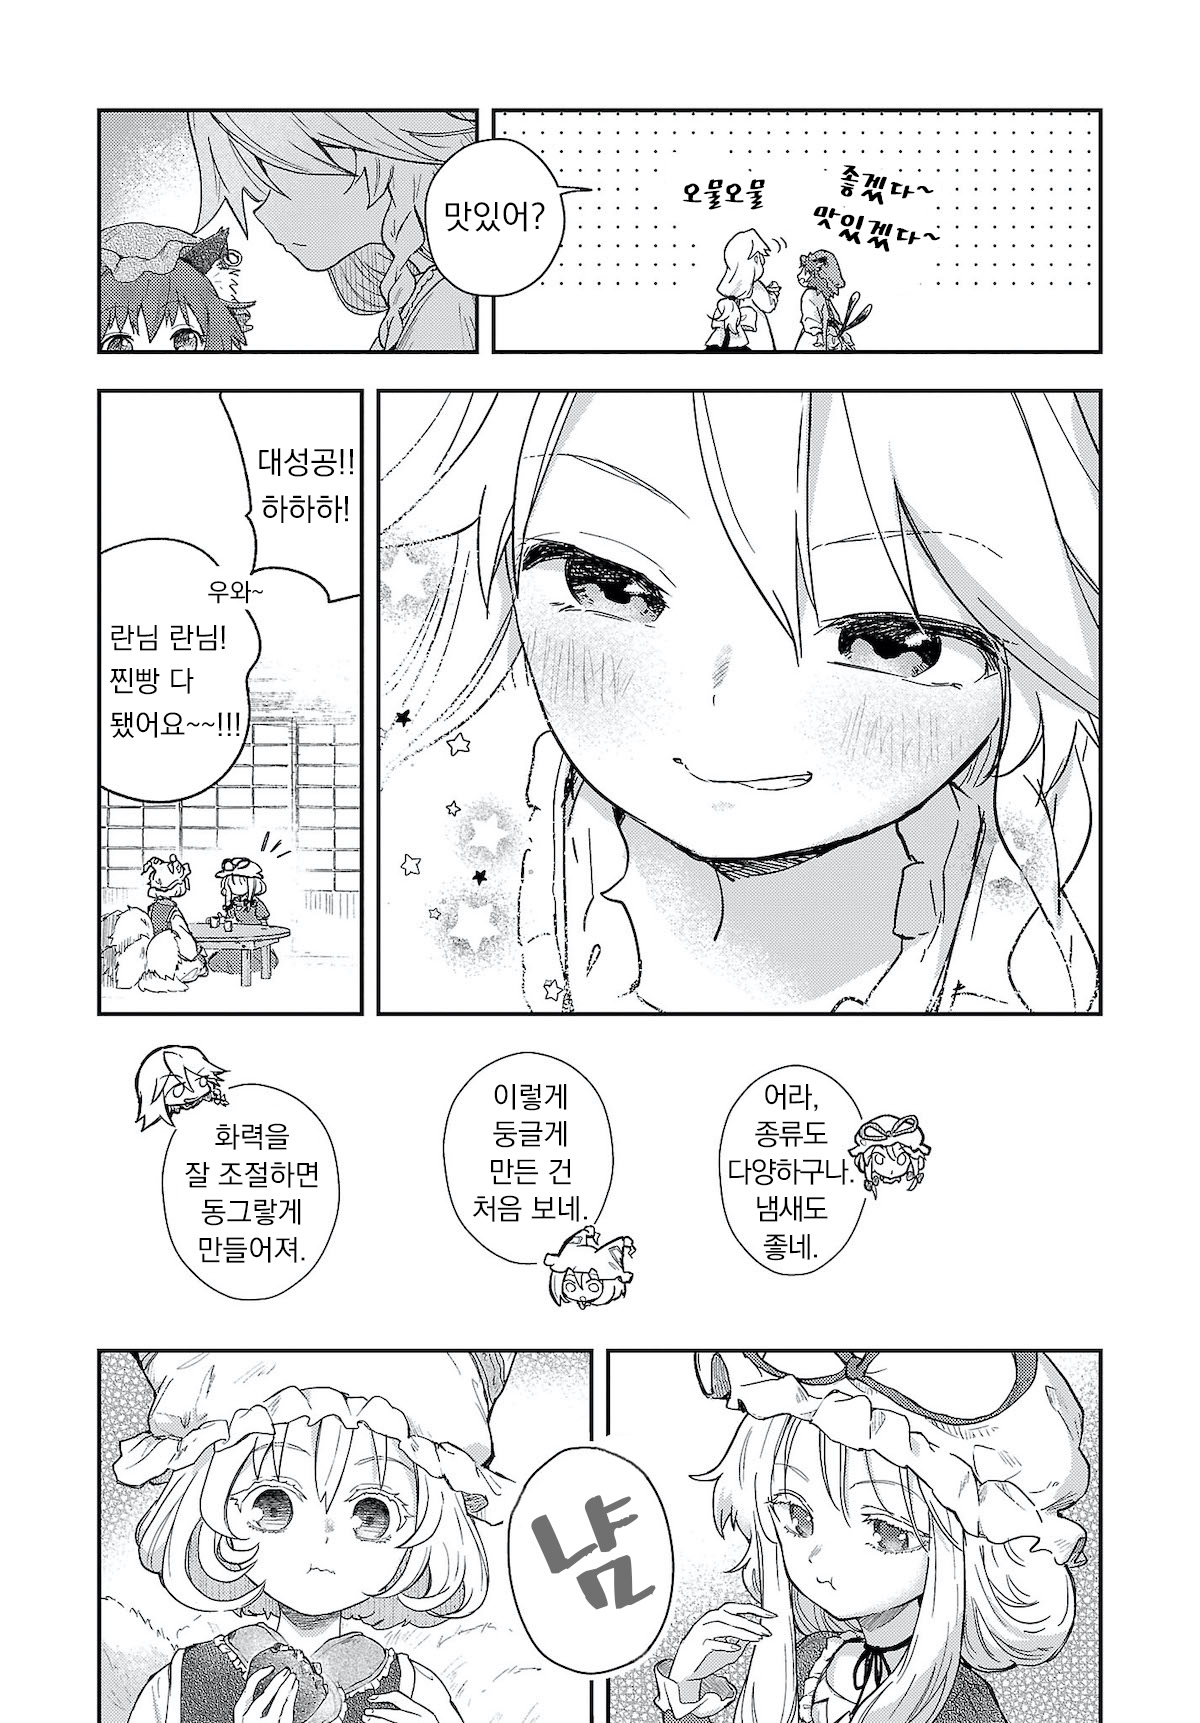 좋겠다~
맛있겠다~
오물오물
맛있어?
대성공!!
하하하!
우와~
란님 란님!
찐빵 다
됐어요~~!!!
어라,
종류도
다양하구나.
냄새도
좋네.
이렇게
둥글게
만든 건
처음 보네.
화력을
잘 조절하면
동그랗게
만들어져.
냠